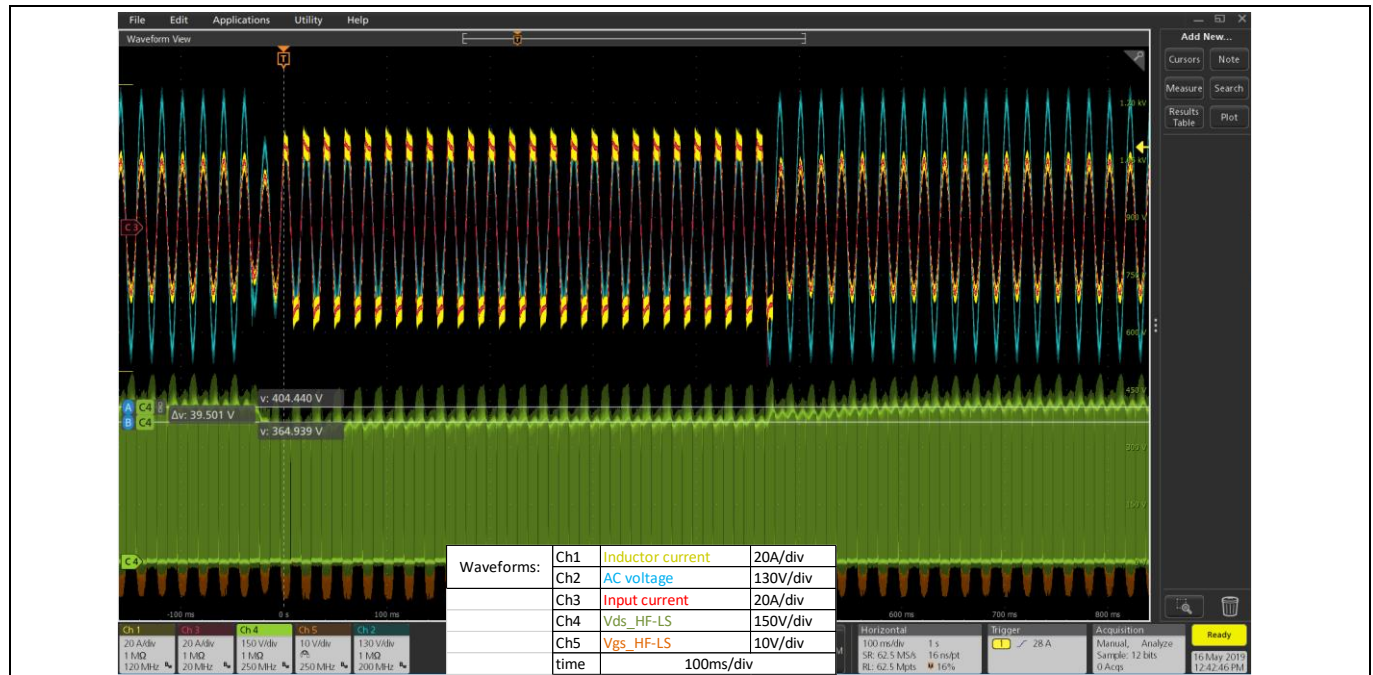 File Edit Applications Utility Help
Waveform View
Add New...
T
T
Cursors Note
Measure Search
Results Table Plot
1.20 kV
C3
900 V
750 V
600 V
450 V
v: 404.440 V
A C4
Δv: 39.501 V
B C4
v: 364.939 V
300 V
150 V
C4
-100 ms 0 s 100 ms 600 ms 700 ms 800 ms
Waveforms: Ch1 Inductor current 20A/div
Ch2 AC voltage 130V/div
Ch3 Input current 20A/div
Ch4 Vds_HF-LS 150V/div
Ch5 Vgs_HF-LS 10V/div
time 100ms/div
Ch 1 Ch 3 Ch 4 Ch 5 Ch 2
20 A/div 20 A/div 150 V/div 10 V/div 130 V/div
1 MΩ 1 MΩ 1 MΩ 1 MΩ
120 MHz 20 MHz 250 MHz 250 MHz 200 MHz
Horizontal
100 ms/div 1 s
SR: 62.5 MS/s 16 ns/pt
RL: 62.5 Mpts 16%
Trigger
1 28 A
Acquisition
Manual, Analyze
Sample: 12 bits
0 Acqs
Ready
16 May 2019
12:42:46 PM